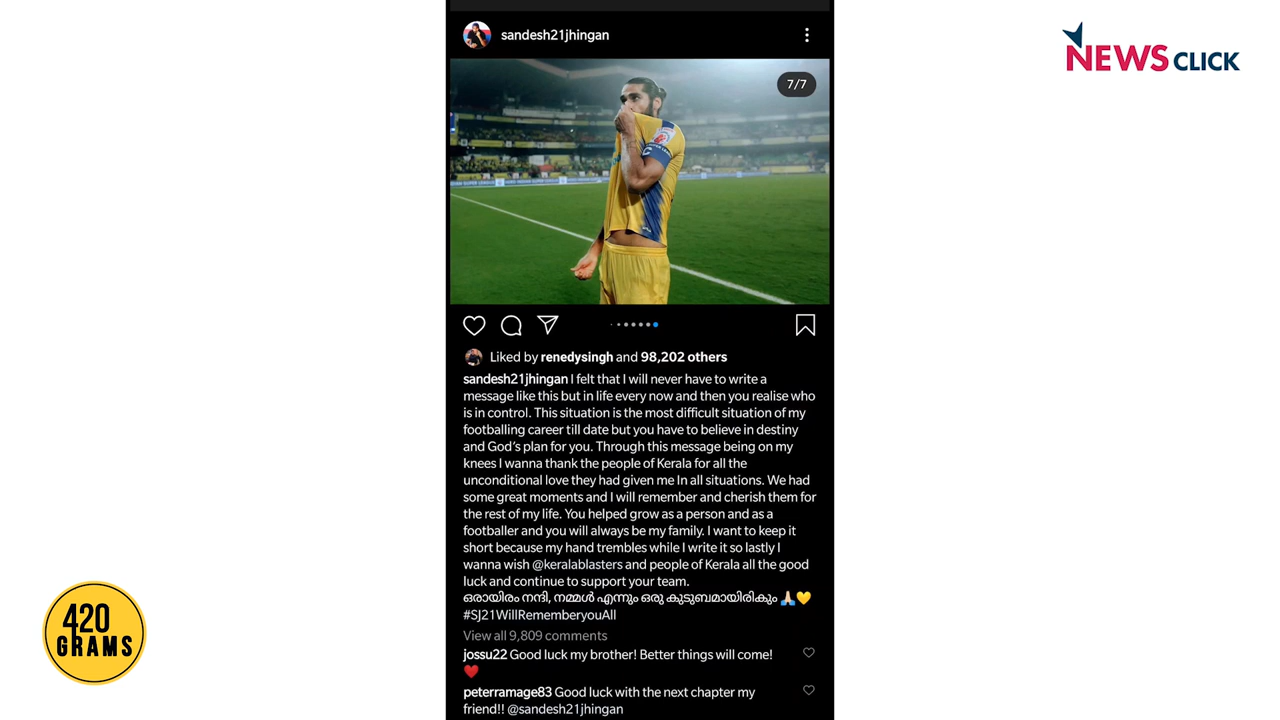 sandesh21jhingan
NEWS CLICK
7/7
Liked by renedysingh and 98,202 others
sandesh21jhingan I felt that I will never have to write a
message like this but in life every now and then you realise who
is in control. This situation is the most difficult situation of my
footballing career till date but you have to believe in destiny
and God's plan for you. Through this message being on my
knees I wanna thank the people of Kerala for all the
unconditional love they had given me In all situations. We had
some great moments and I will remember and cherish them for
the rest of my life. You helped grow as a person and as a
footballer and you will always be my family. I want to keep it
short because my hand trembles while I write it so lastly I
wanna wish @keralablasters and people of Kerala all the good
luck and continue to support your team.
ഒരായിരം നന്ദി, നമ്മൾ എന്നും ഒരു കുടുബമായിരികും 🙏🏻💛
#SJ21WillRememberyouAll
View all 9,809 comments
jossu22 Good luck my brother! Better things will come!
❤️
peterramage83 Good luck with the next chapter my
friend!! @sandesh21jhingan
420
GRAMS